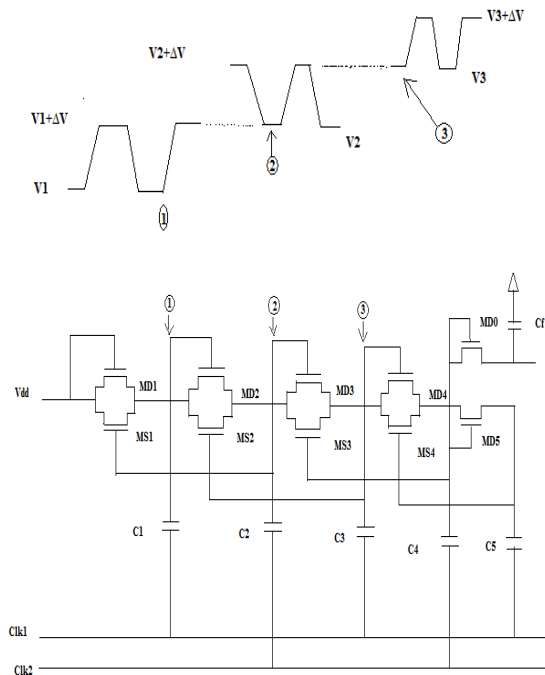 V3+ΔV
V2+ΔV
V3
③
V1+ΔV
V2
②
V1
①
① ② ③
MD0
Cf
Vdd
MD1 MD2 MD3 MD4
MS1 MS2 MS3 MS4 MD5
C1 C2 C3 C4 C5
Clk1
Clk2